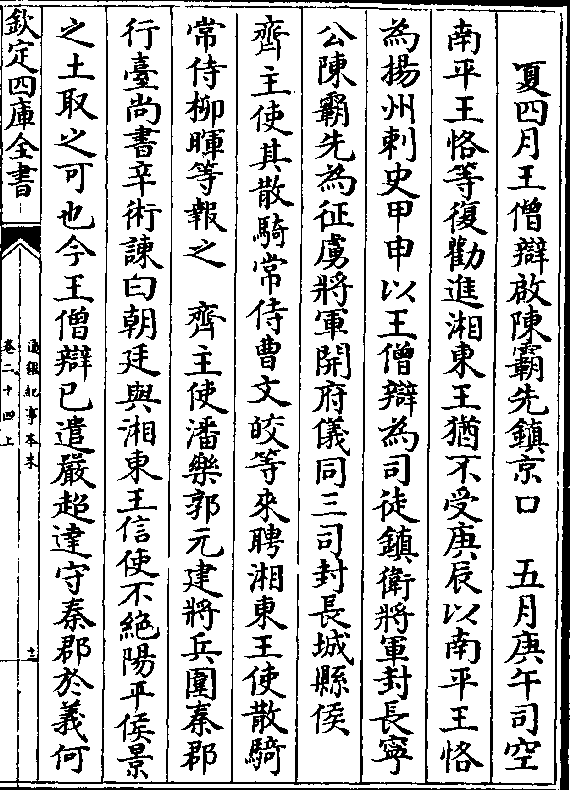 夏四月王僧辯啟陳霸先鎮京口　五月庚午司空
南平王恪等復勸進湘東王猶不受庚辰以南平王恪
為揚州刺史甲申以王僧辯為司徒鎮衛將軍封長寧
公陳霸先為征虜將軍開府儀同三司封長城縣侯
齊主使其散騎常侍曹文皎等來聘湘東王使散騎
常侍柳暉等報之　齊主使潘樂郭元建將兵圍秦郡
行臺尚書辛術諫曰朝廷與湘東王信使不絕陽平侯景
之土取之可也今王僧辯已遣嚴超達守秦郡於義何
欽定四庫全書
通鑑紀事本末
卷二十四上
十二